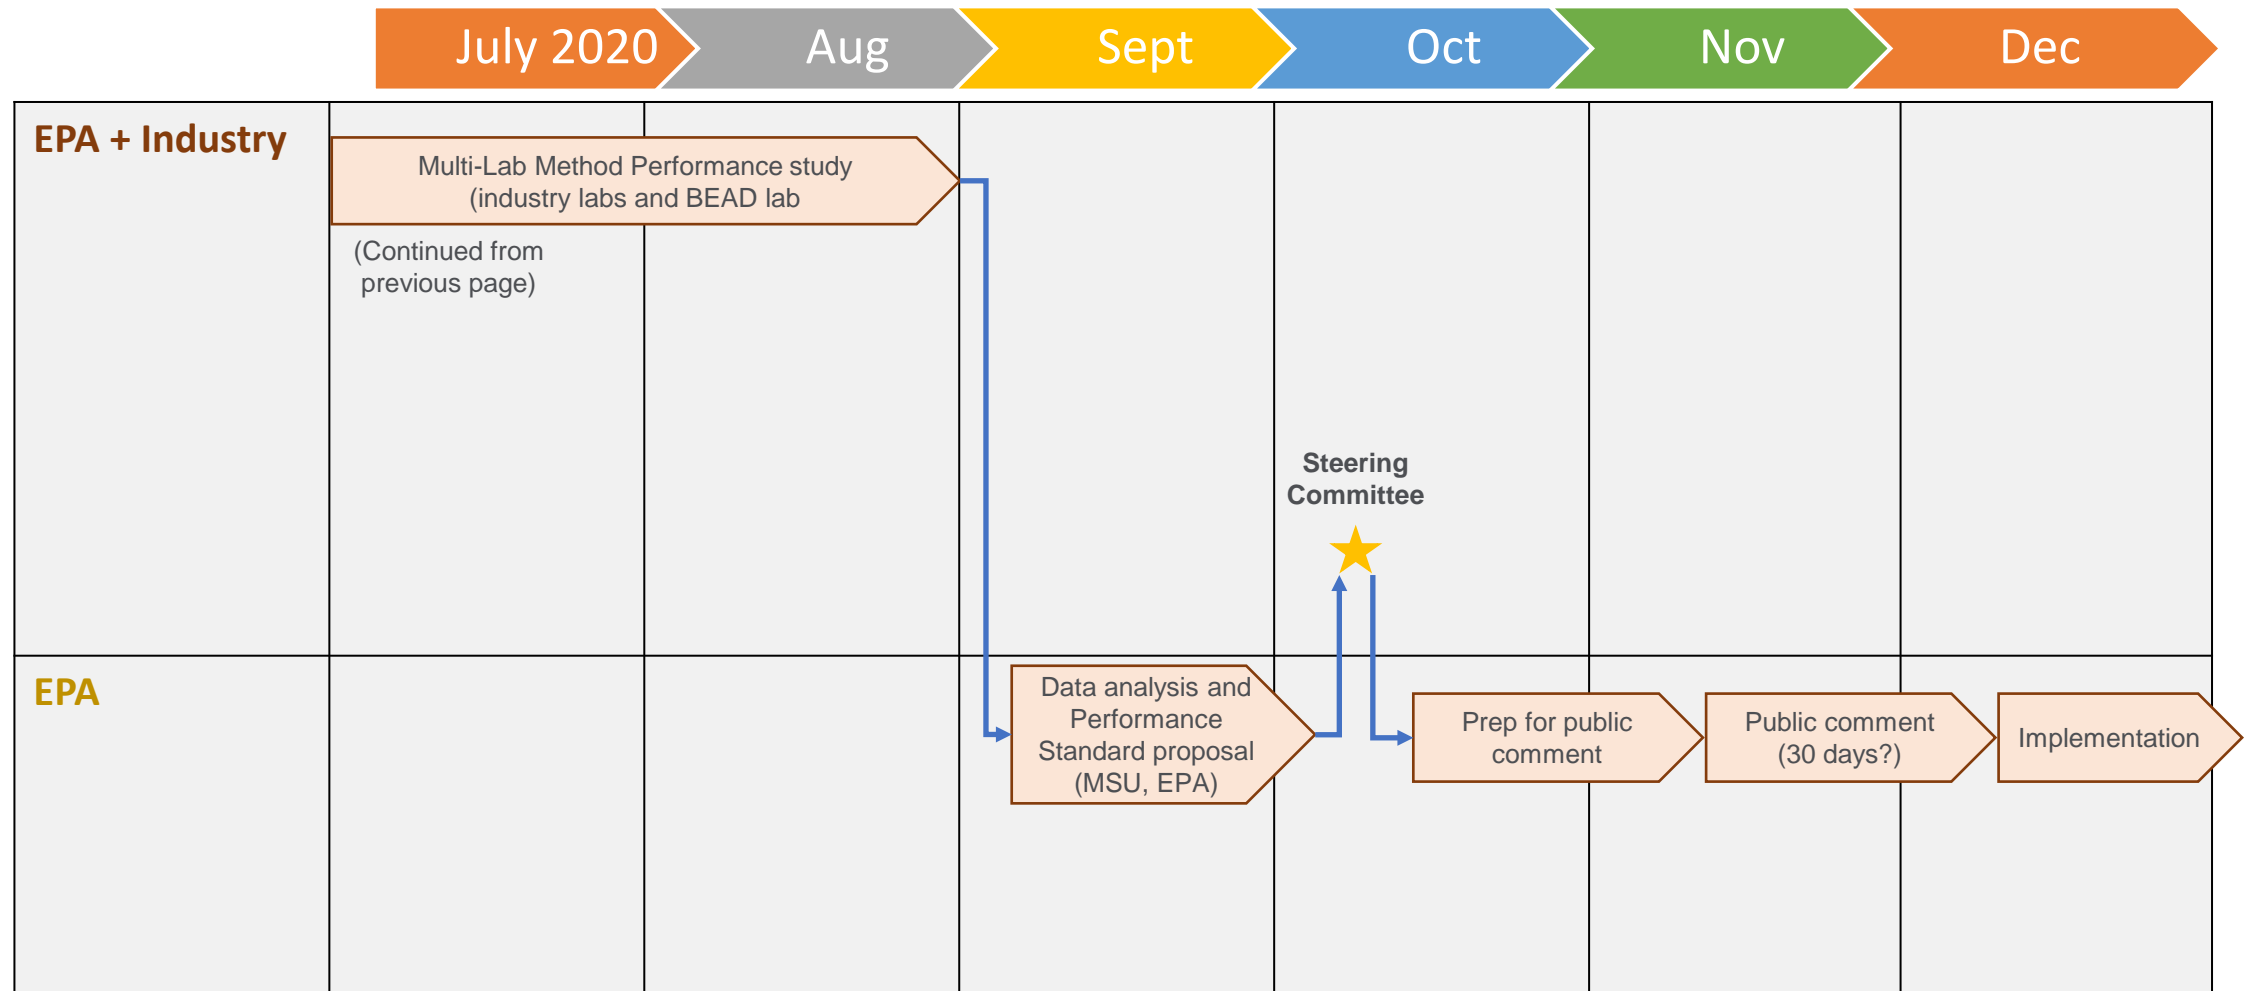 July 2020
Aug
Sept
Oct
Nov
Dec
EPA + Industry
Multi-Lab Method Performance study
(industry labs and BEAD lab
(Continued from
previous page)
Steering
Committee
EPA
Data analysis and
Performance
Standard proposal
(MSU, EPA)
Prep for public
comment
Public comment
(30 days?)
Implementation